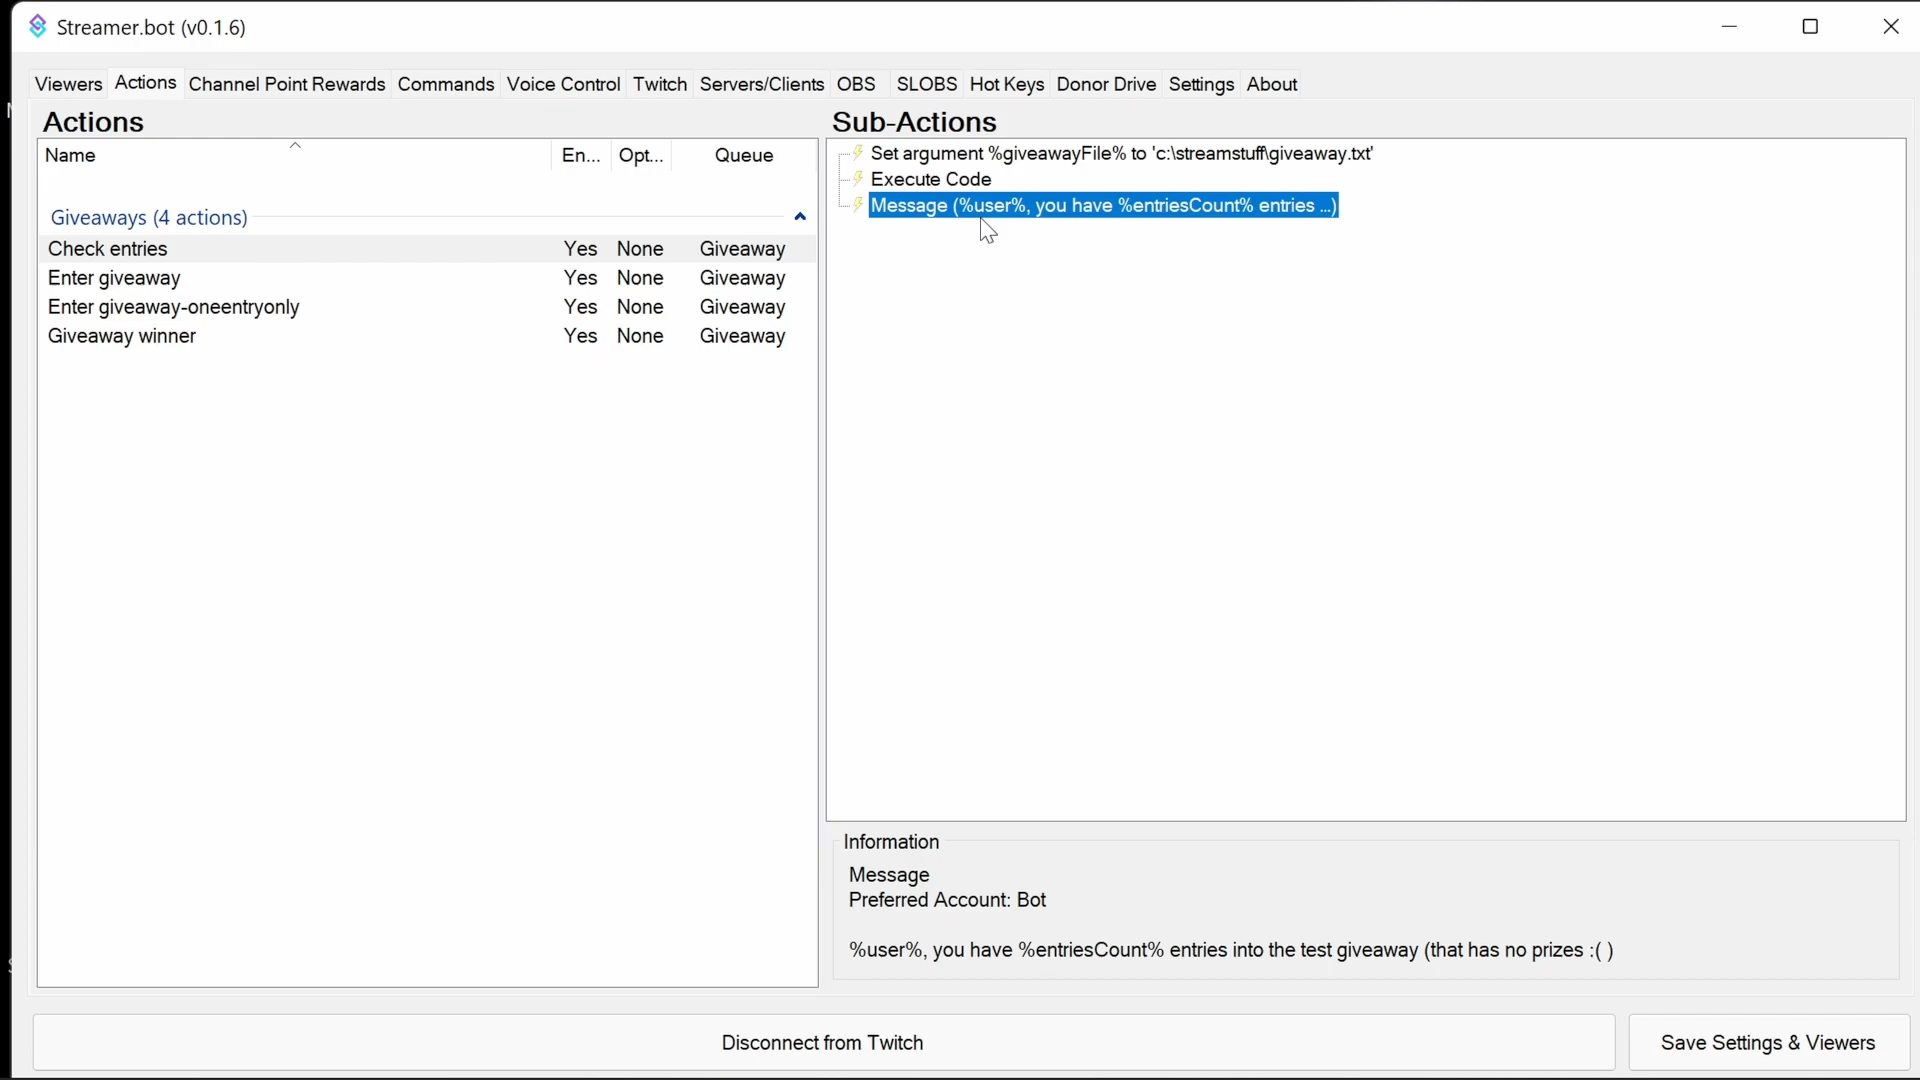 Streamer.bot (v0.1.6)
Viewers Actions Channel Point Rewards Commands Voice Control Twitch Servers/Clients OBS SLOBS Hot Keys Donor Drive Settings About
Actions
Name En... Opt... Queue
Giveaways (4 actions)
Check entries Yes None Giveaway
Enter giveaway Yes None Giveaway
Enter giveaway-oneentryonly Yes None Giveaway
Giveaway winner Yes None Giveaway
Sub-Actions
Set argument %giveawayFile% to 'c:\streamstuff\giveaway.txt'
Execute Code
Message (%user%, you have %entriesCount% entries ...)
Information
Message
Preferred Account: Bot
%user%, you have %entriesCount% entries into the test giveaway (that has no prizes :( )
Disconnect from Twitch
Save Settings & Viewers